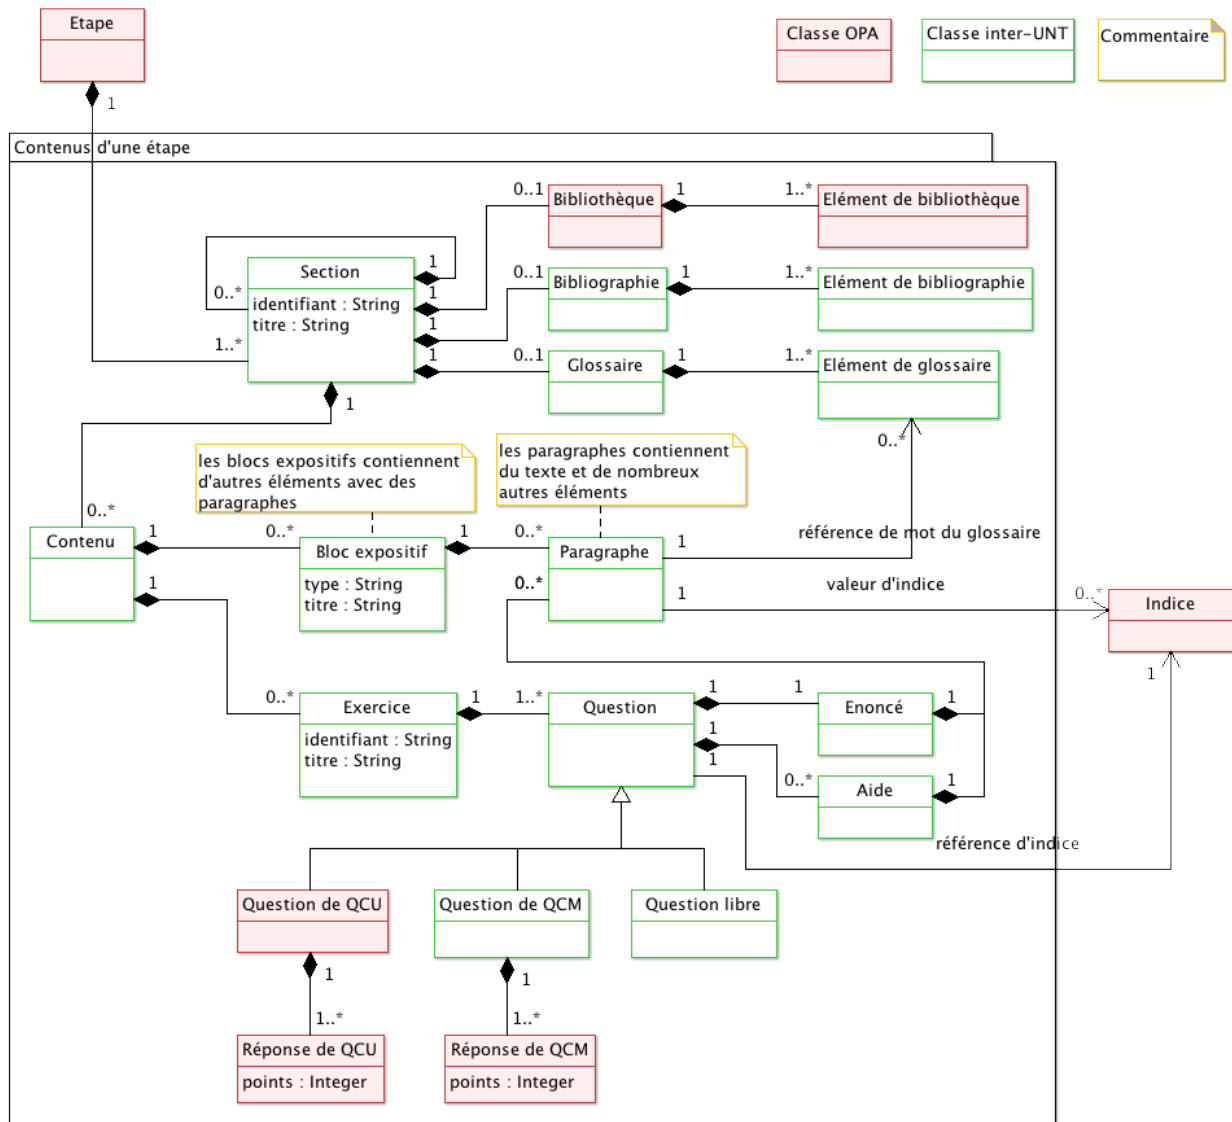 Etape
Classe OPA
Classe inter-UNT
Commentaire
1
Contenus d'une étape
0..1
Bibliothèque
1
1..*
Elément de bibliothèque
Section
identifiant : String
titre : String
1
0..*
1
1
1
1..*
0..1
Bibliographie
1
1..*
Elément de bibliographie
0..1
Glossaire
1
1..*
Elément de glossaire
1
0..*
les blocs expositifs contiennent
d'autres éléments avec des
paragraphes
les paragraphes contiennent
du texte et de nombreux
autres éléments
0..*
Contenu
1
0..*
Bloc expositif
type : String
titre : String
1
0..*
Paragraphe
1
référence de mot du glossaire
1
0..*
1
valeur d'indice
0..*
Indice
1
0..*
Exercice
identifiant : String
titre : String
1
1..*
Question
1
1
Enoncé
1
1
1
0..*
Aide
1
référence d'indice
Question de QCU
Question de QCM
Question libre
1
1
1..*
1..*
Réponse de QCU
points : Integer
Réponse de QCM
points : Integer